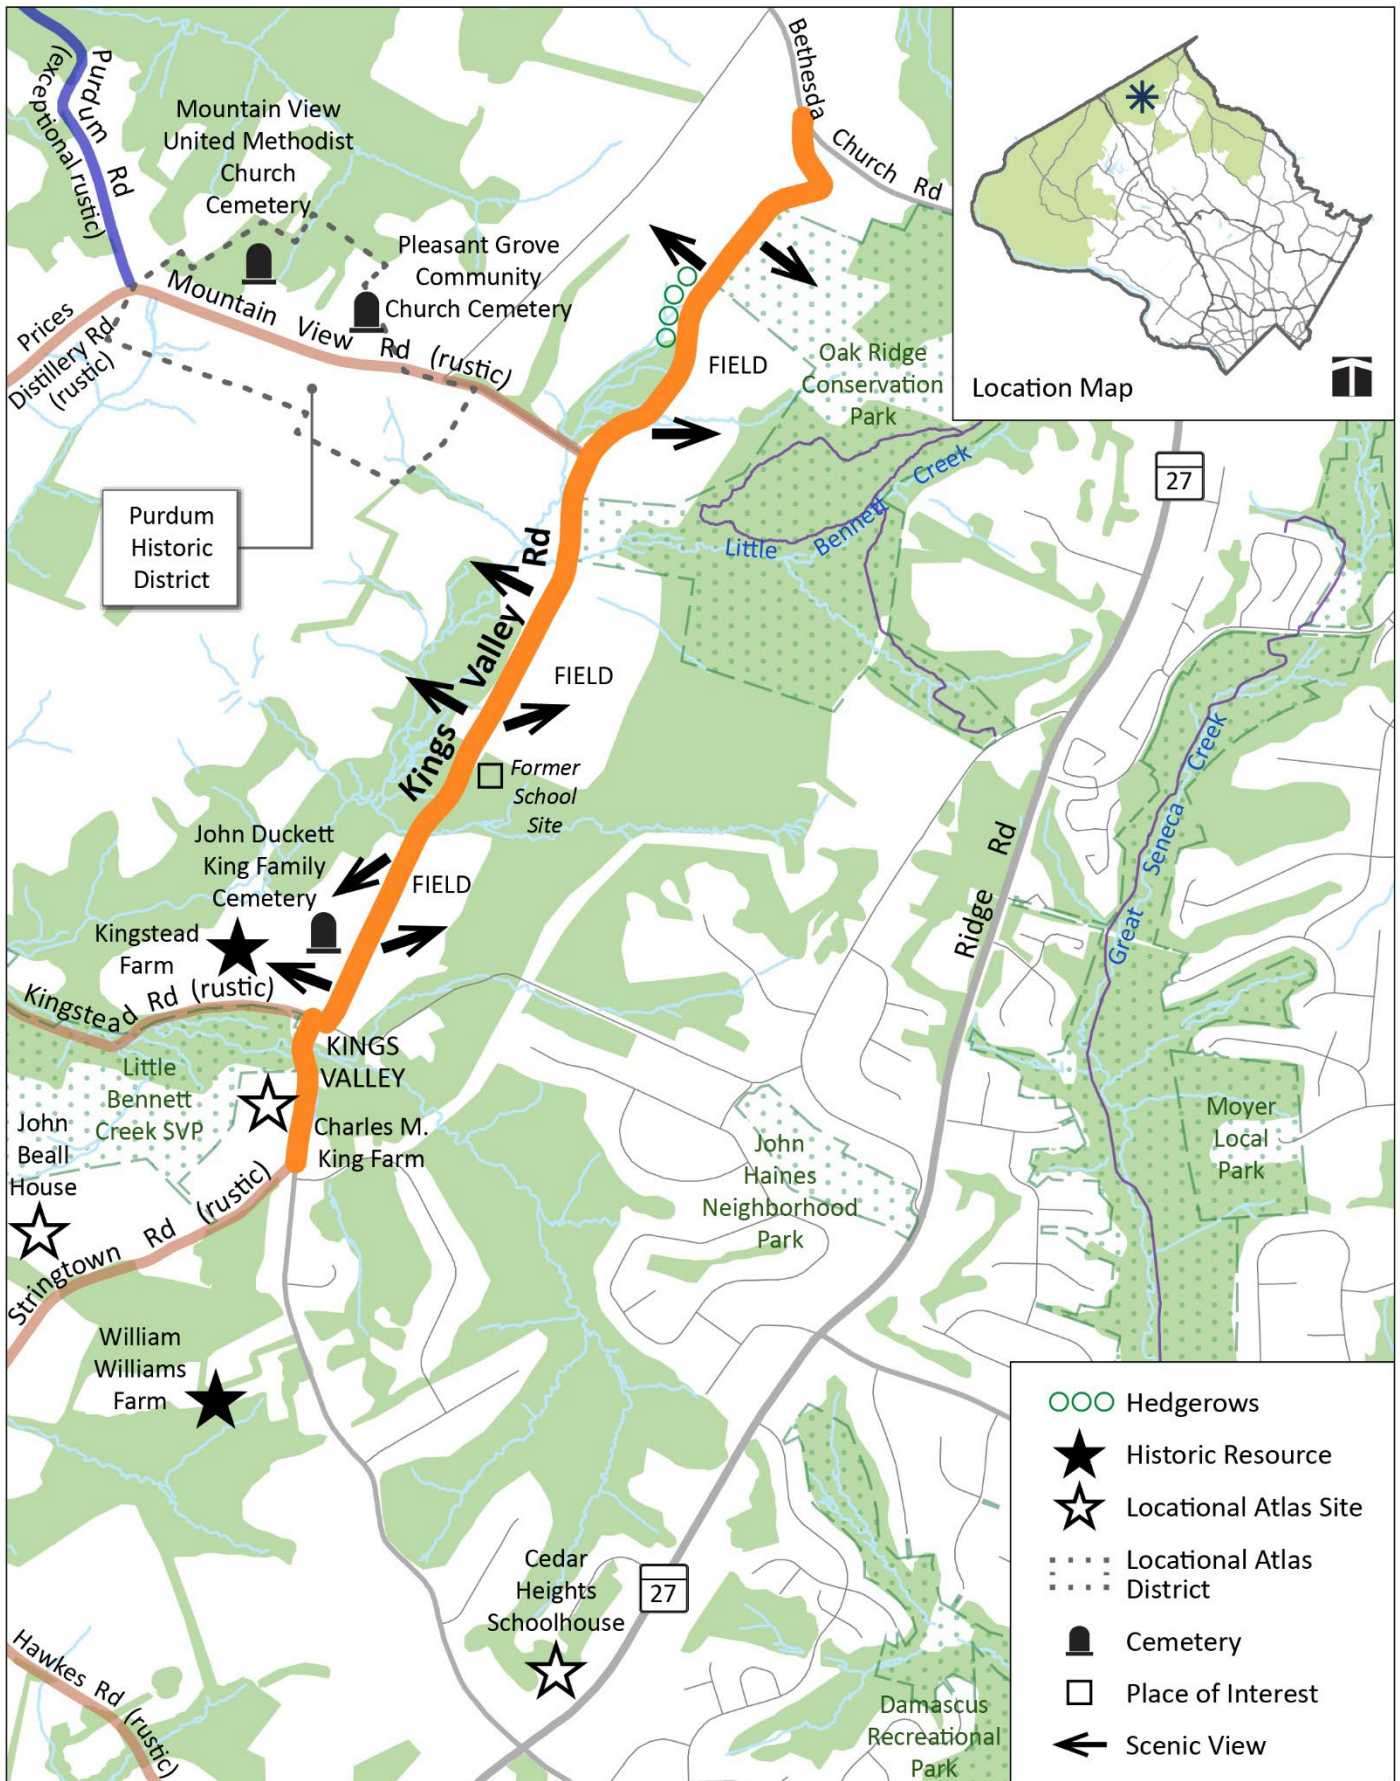 Purdum Rd
(exceptional rustic)
Mountain View
United Methodist
Church
Cemetery
Pleasant Grove
Community
Church Cemetery
Bethesda Church Rd
Location Map
Prices
Distillery Rd
(rustic)
Mountain View Rd (rustic)
FIELD
Oak Ridge
Conservation
Park
Purdum
Historic
District
27
Little Bennett Creek
Kings Valley Rd
FIELD
Former
School
Site
Great Seneca Creek
John Duckett
King Family
Cemetery
FIELD
Ridge Rd
Kingstead
Farm
Kingstead Rd (rustic)
KINGS
VALLEY
Little
Bennett
Creek SVP
John
Beall
House
Charles M.
King Farm
John
Haines
Neighborhood
Park
Moyer
Local
Park
Stringtown Rd (rustic)
William
Williams
Farm
Cedar
Heights
Schoolhouse
27
Hawkes Rd (rustic)
Damascus
Recreational
Park
Hedgerows
Historic Resource
Locational Atlas Site
Locational Atlas
District
Cemetery
Place of Interest
Scenic View